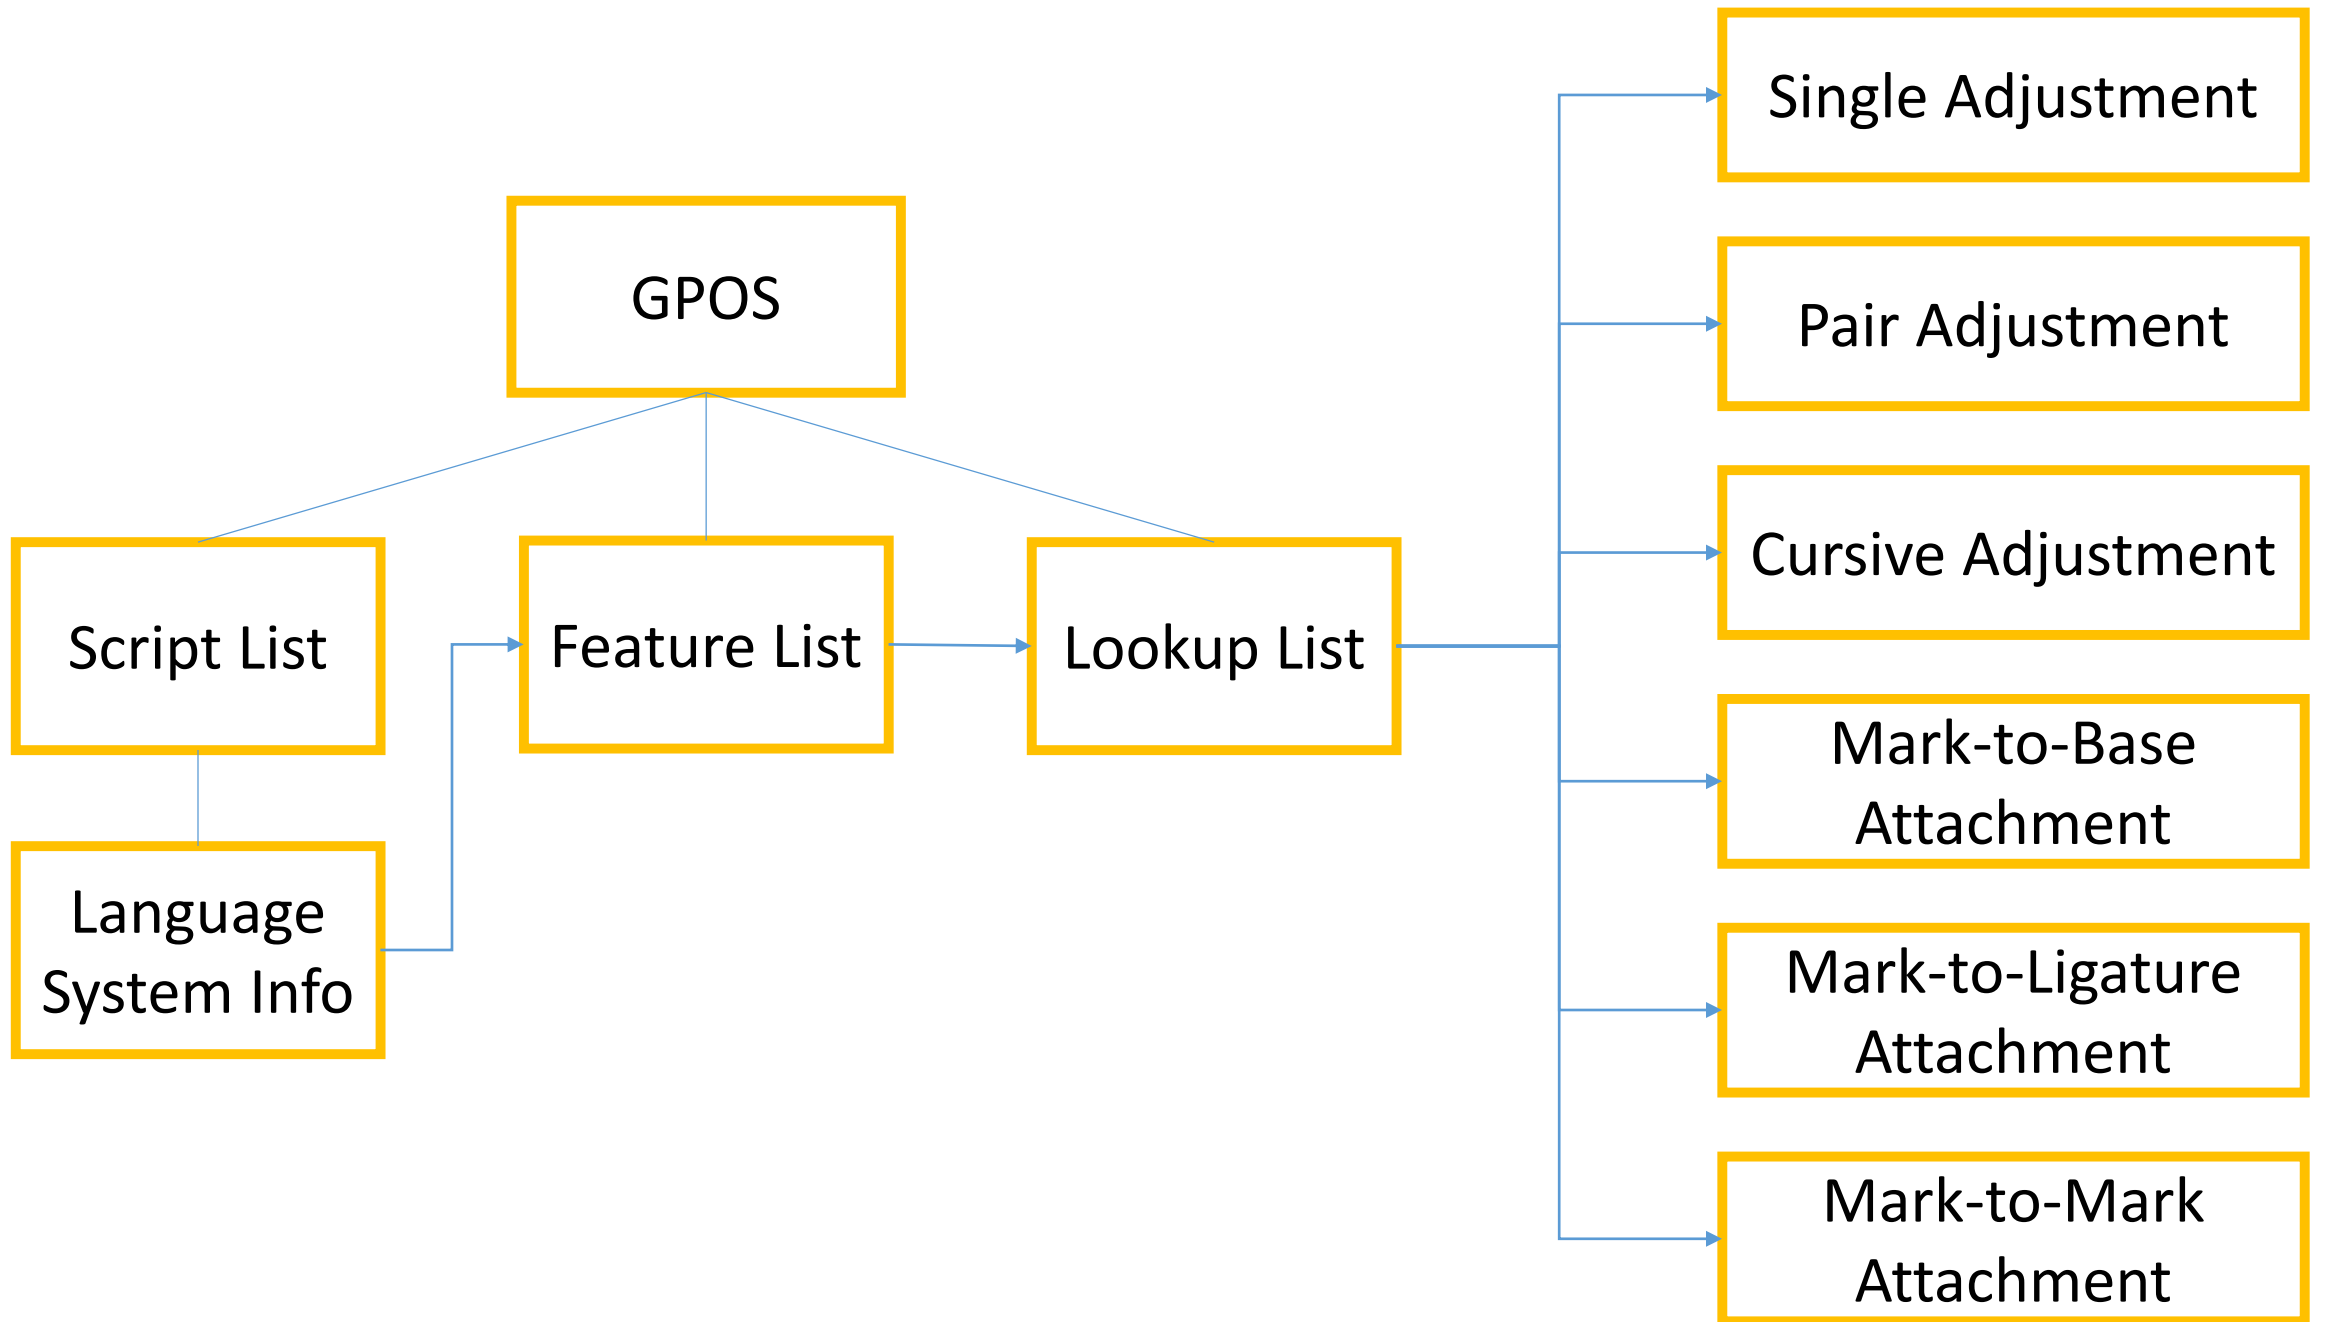 GPOS
Script List
Feature List
Lookup List
Language
System Info
Single Adjustment
Pair Adjustment
Cursive Adjustment
Mark-to-Base
Attachment
Mark-to-Ligature
Attachment
Mark-to-Mark
Attachment